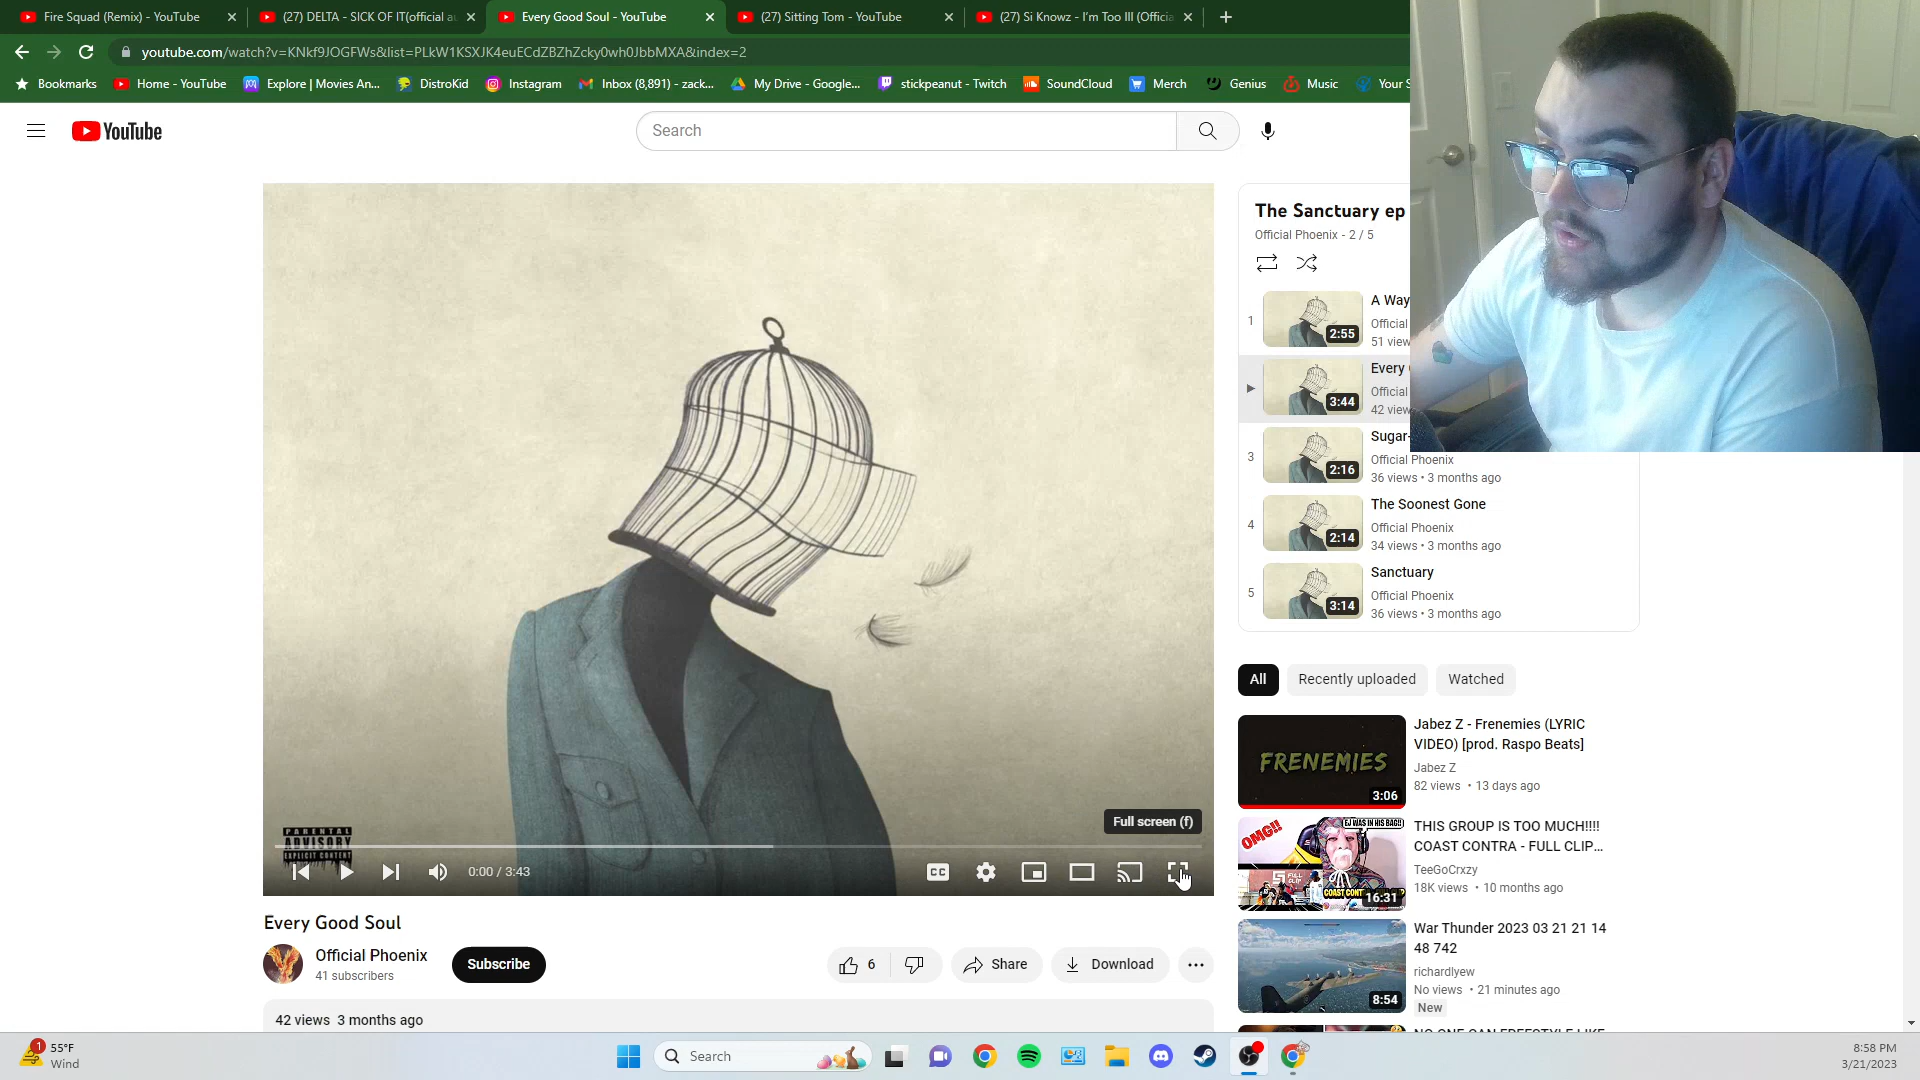 Fire Squad (Remix) - YouTube
(27) DELTA - SICK OF IT(official au
Every Good Soul - YouTube
(27) Sitting Tom - YouTube
(27) Si Knowz - I'm Too Ill (Officia
youtube.com/watch?v=KNkf9JOGFWs&list=PLkW1KSXJK4euECdZBZhZcky0wh0JbbMXA&index=2
Bookmarks
Home - YouTube
Explore | Movies An...
DistroKid
Instagram
Inbox (8,891) - zack...
My Drive - Google...
stickpeanut - Twitch
SoundCloud
Merch
Genius
Music
Your S
YouTube
Search
The Sanctuary ep
Official Phoenix - 2 / 5
1
2:55
A Way
Official
51 view
3:44
Every
Official
42 view
3
2:16
Sugar-
Official Phoenix
36 views • 3 months ago
4
2:14
The Soonest Gone
Official Phoenix
34 views • 3 months ago
5
3:14
Sanctuary
Official Phoenix
36 views • 3 months ago
All
Recently uploaded
Watched
FRENEMIES
3:06
Jabez Z - Frenemies (LYRIC
VIDEO) [prod. Raspo Beats]
Jabez Z
82 views • 13 days ago
OMG!!
EJ WAS IN HIS BAG!!
16:31
THIS GROUP IS TOO MUCH!!!!
COAST CONTRA - FULL CLIP...
TeeGoCrxzy
18K views • 10 months ago
8:54
War Thunder 2023 03 21 21 14
48 742
richardlyew
No views • 21 minutes ago
New
PARENTAL
ADVISORY
Full screen (f)
0:00 / 3:43
CC
Every Good Soul
Official Phoenix
41 subscribers
Subscribe
6
Share
Download
42 views 3 months ago
1
55°F
Wind
Search
8:58 PM
3/21/2023